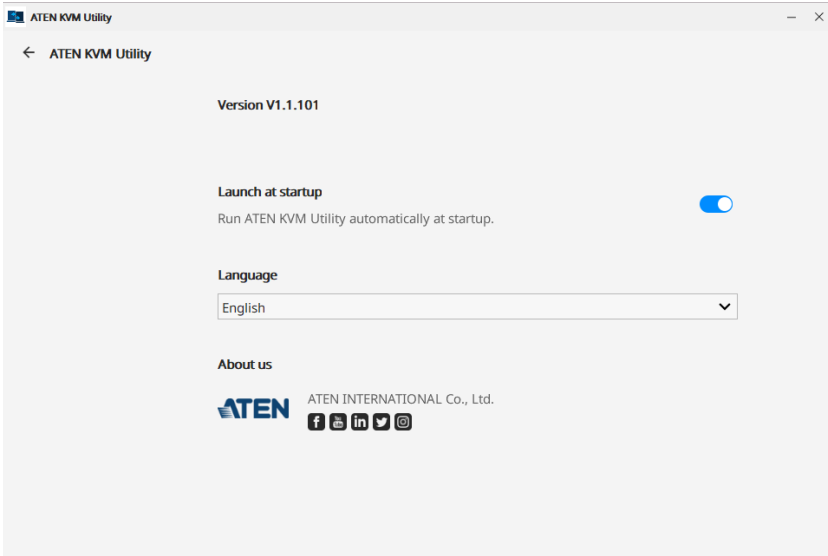 ATEN KVM Utility
ATEN KVM Utility
Version V1.1.101
Launch at startup
Run ATEN KVM Utility automatically at startup.
Language
English
About us
ATEN
ATEN INTERNATIONAL Co., Ltd.